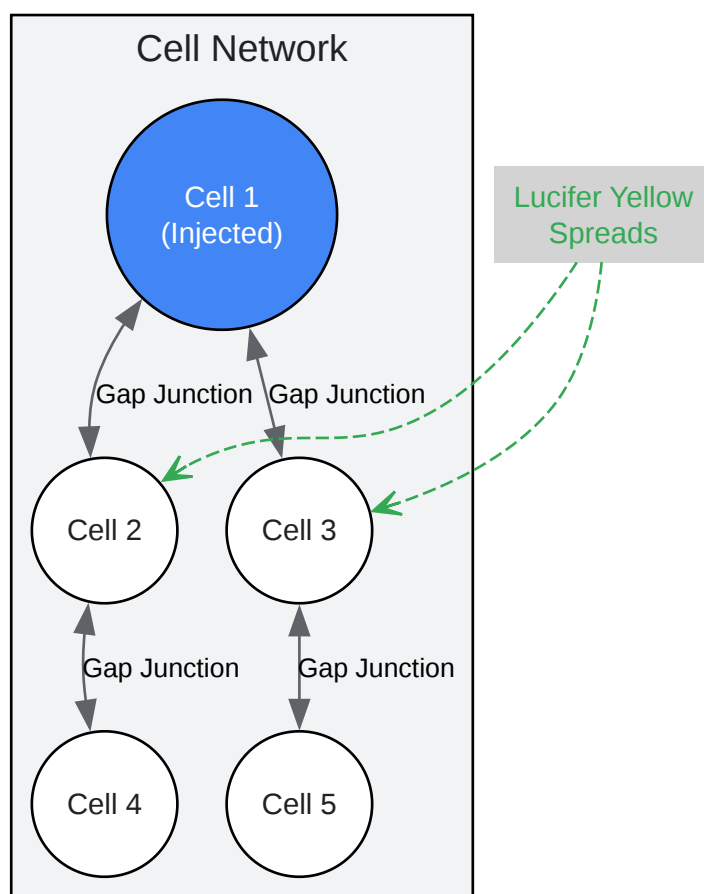 Cell Network
Cell 1
(Injected)
Lucifer Yellow
Spreads
Gap Junction
Gap Junction
Cell 2
Cell 3
Gap Junction
Gap Junction
Cell 4
Cell 5